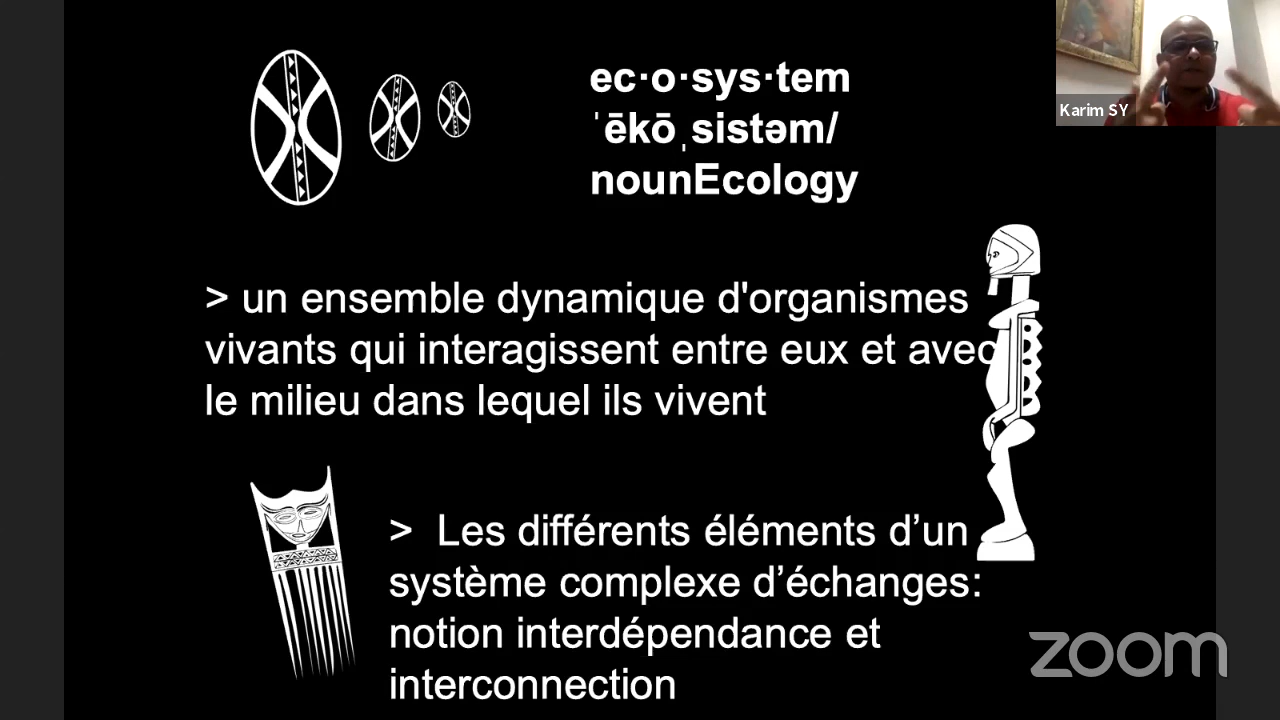 ec·o·sys·tem
ˈēkōˌsistəm/
nounEcology
Karim SY
> un ensemble dynamique d'organismes
vivants qui interagissent entre eux et avec
le milieu dans lequel ils vivent
> Les différents éléments d’un
système complexe d’échanges:
notion interdépendance et
interconnection
zoom